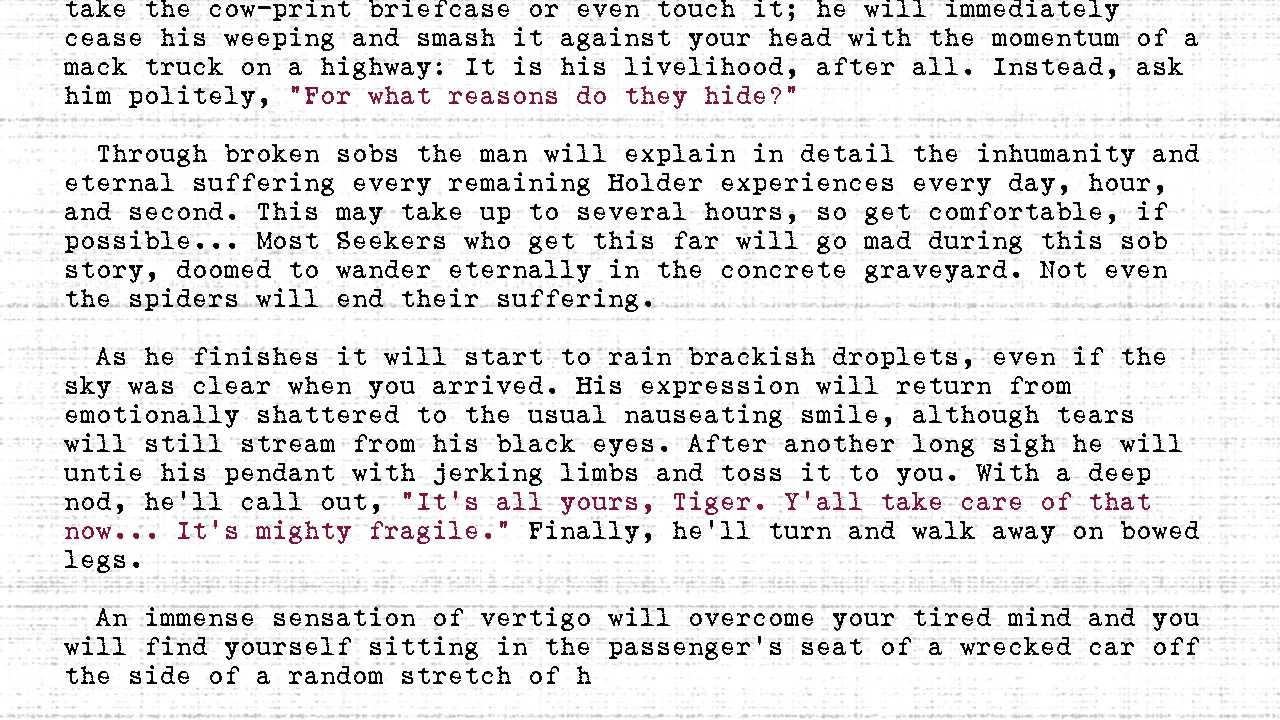 take the cow-print briefcase or even touch it; he will immediately
cease his weeping and smash it against your head with the momentum of a
mack truck on a highway: It is his livelihood, after all. Instead, ask
him politely, "For what reasons do they hide?"
Through broken sobs the man will explain in detail the inhumanity and
eternal suffering every remaining Holder experiences every day, hour,
and second. This may take up to several hours, so get comfortable, if
possible... Most Seekers who get this far will go mad during this sob
story, doomed to wander eternally in the concrete graveyard. Not even
the spiders will end their suffering.
As he finishes it will start to rain brackish droplets, even if the
sky was clear when you arrived. His expression will return from
emotionally shattered to the usual nauseating smile, although tears
will still stream from his black eyes. After another long sigh he will
untie his pendant with jerking limbs and toss it to you. With a deep
nod, he'll call out, "It's all yours, Tiger. Y'all take care of that
now... It's mighty fragile." Finally, he'll turn and walk away on bowed
legs.
An immense sensation of vertigo will overcome your tired mind and you
will find yourself sitting in the passenger's seat of a wrecked car off
the side of a random stretch of h